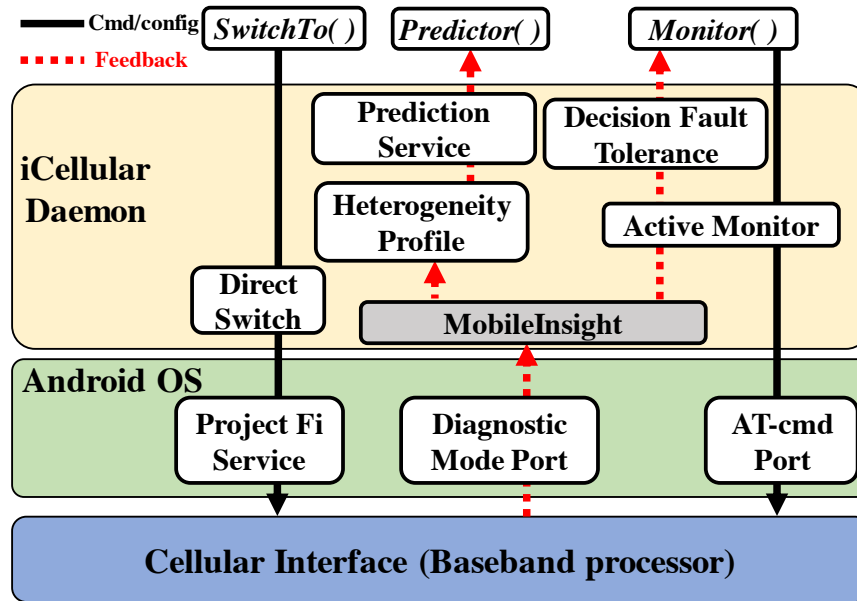 Cmd/config
Feedback
SwitchTo( )
Predictor( )
Monitor( )
iCellular
Daemon
Prediction
Service
Decision Fault
Tolerance
Heterogeneity
Profile
Active Monitor
Direct
Switch
MobileInsight
Android OS
Project Fi
Service
Diagnostic
Mode Port
AT-cmd
Port
Cellular Interface (Baseband processor)